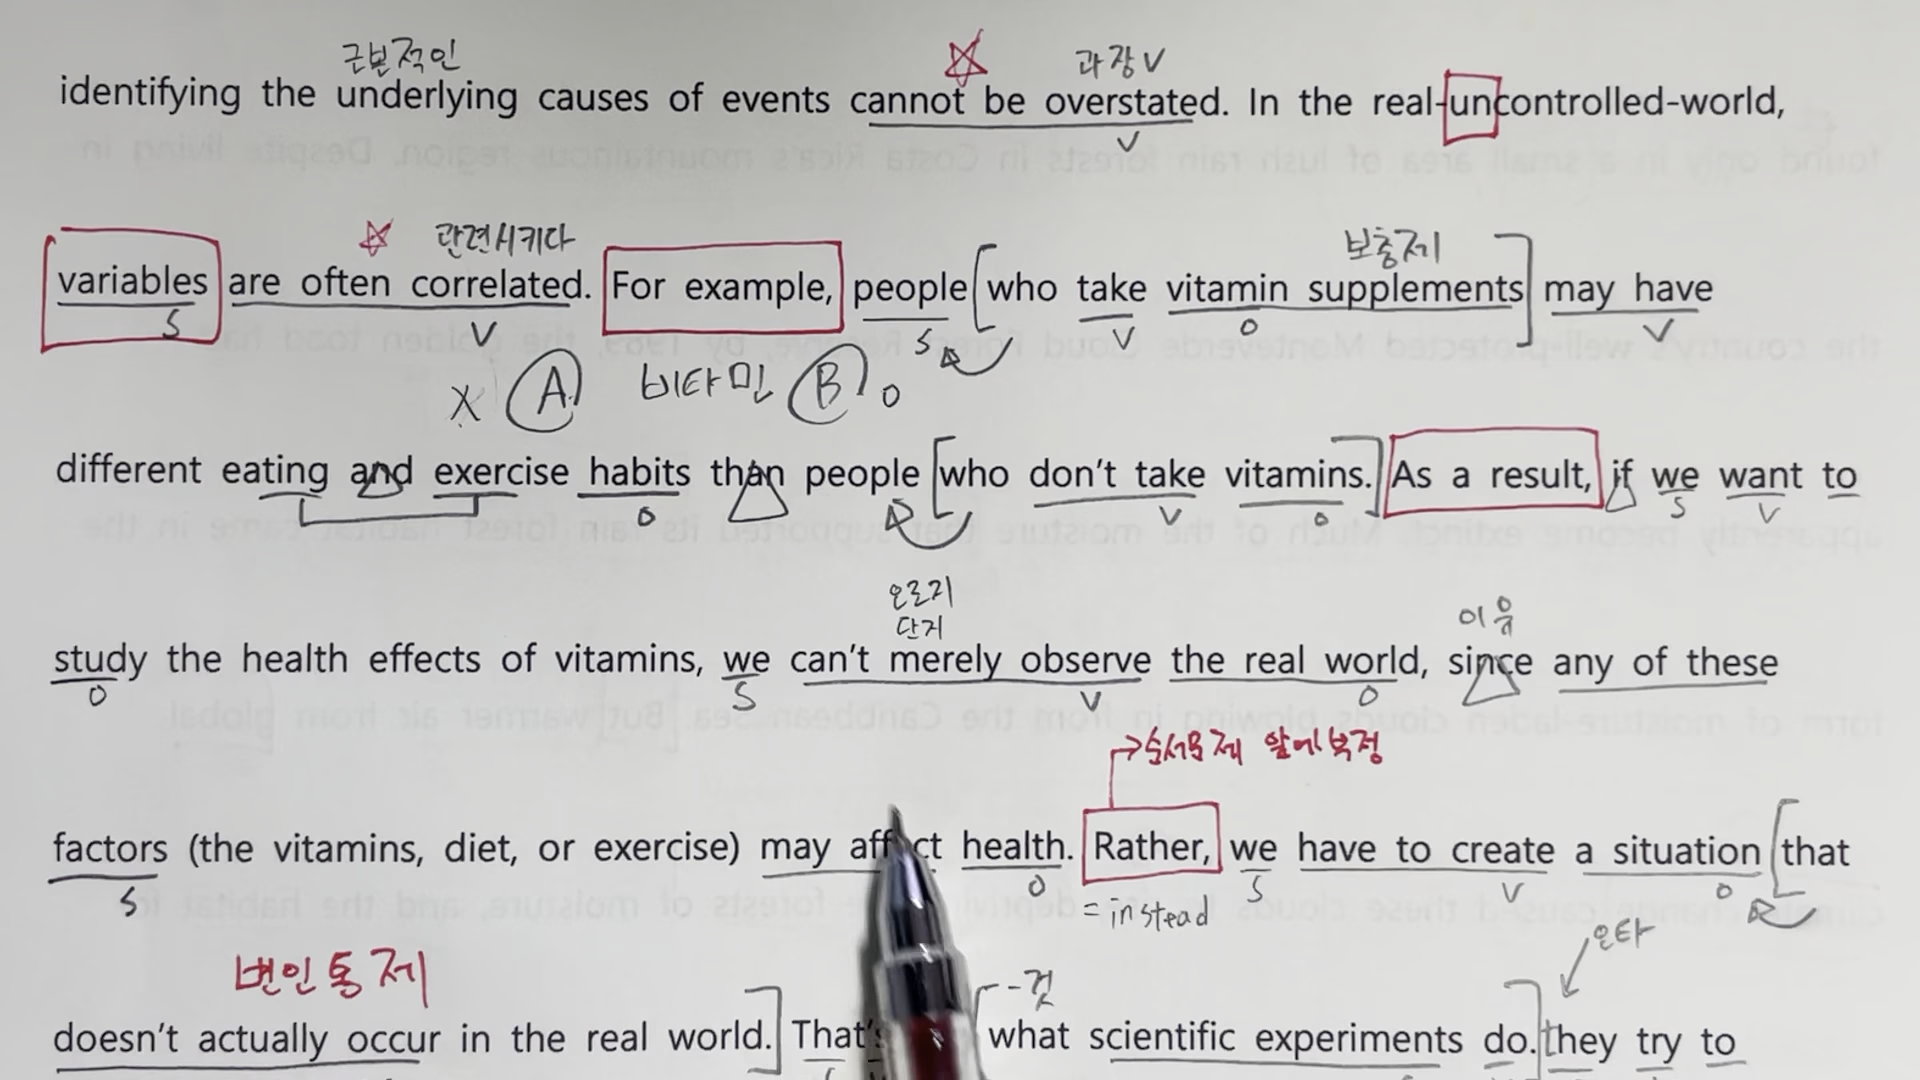 근본적인 과장V
identifying the underlying causes of events cannot be overstated. In the real-uncontrolled-world,
V
관련시키다 보충제
variables are often correlated. For example, people who take vitamin supplements may have
S V S V O V
X A 비타민 B O
different eating and exercise habits than people who don't take vitamins. As a result, if we want to
O V O S V
오로지
단지 이유
study the health effects of vitamins, we can't merely observe the real world, since any of these
O S V O
→순서문제 앞에 부정
factors (the vitamins, diet, or exercise) may affect health. Rather, we have to create a situation that
S O =instead S V O
오타
변인통제 -것
doesn't actually occur in the real world. That's what scientific experiments do. they try to